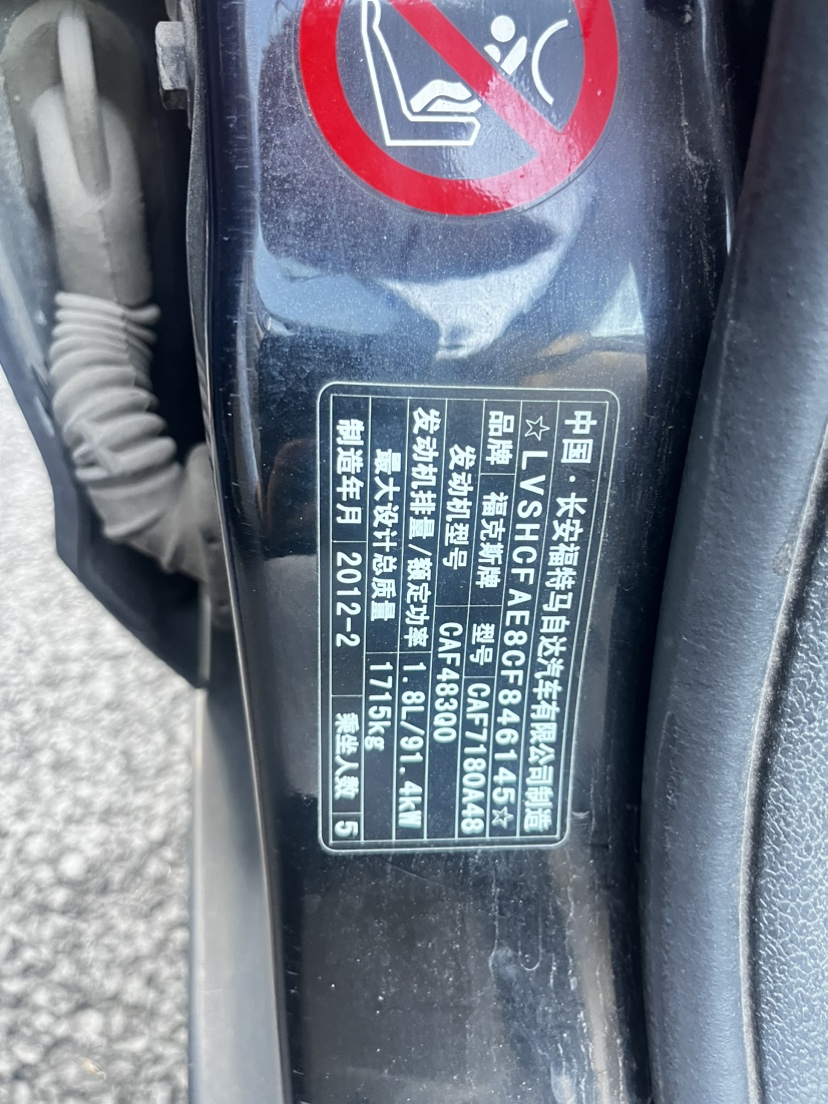 中国·长安福特马自达汽车有限公司制造
☆LVSHCFAE8CF846145☆
品牌 福克斯牌 型号 CAF7180A48
发动机型号 CAF483Q0
发动机排量/额定功率 1.8L/91.4kW
最大设计总质量 1715kg
制造年月 2012-2 乘坐人数 5